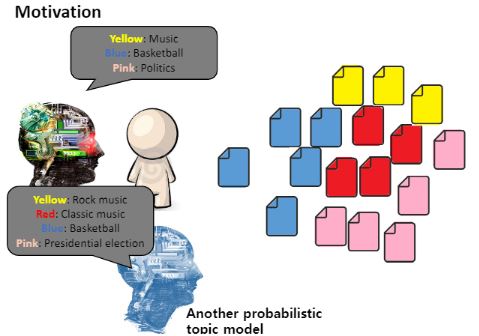 Motivation
Yellow: Music
Blue: Basketball
Pink: Politics
Yellow: Rock music
Red: Classic music
Blue: Basketball
Pink: Presidential election
Another probabilistic
topic model